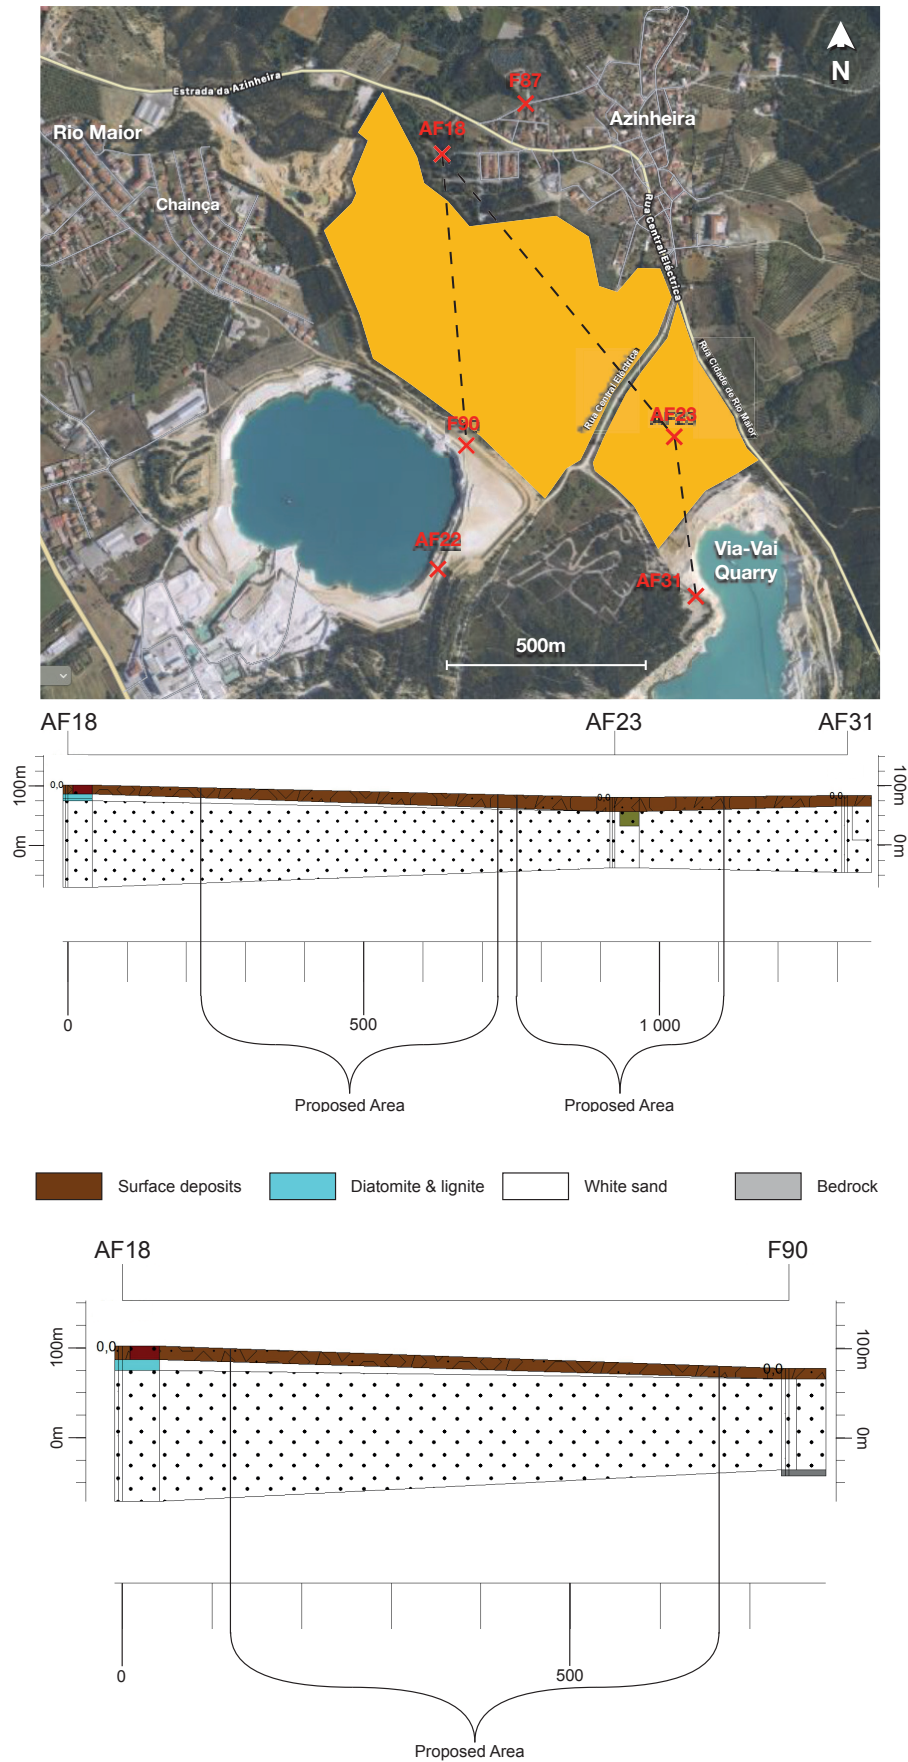 N
Estrada da Azinheira
F87
Azinheira
Rio Maior
AF18
Chainça
Rua Central Eléctrica
Rua Central Eléctrica
Rua Cidade de Rio Maior
F90
AF23
AF22
Via-Vai
Quarry
AF31
500m
AF18 AF23 AF31
100m 0,0 0,0 0,0 100m
0m 0m
0 500 1 000
Proposed Area Proposed Area
Surface deposits Diatomite & lignite White sand Bedrock
AF18 F90
100m 0,0 0,0 100m
0m 0m
0 500
Proposed Area